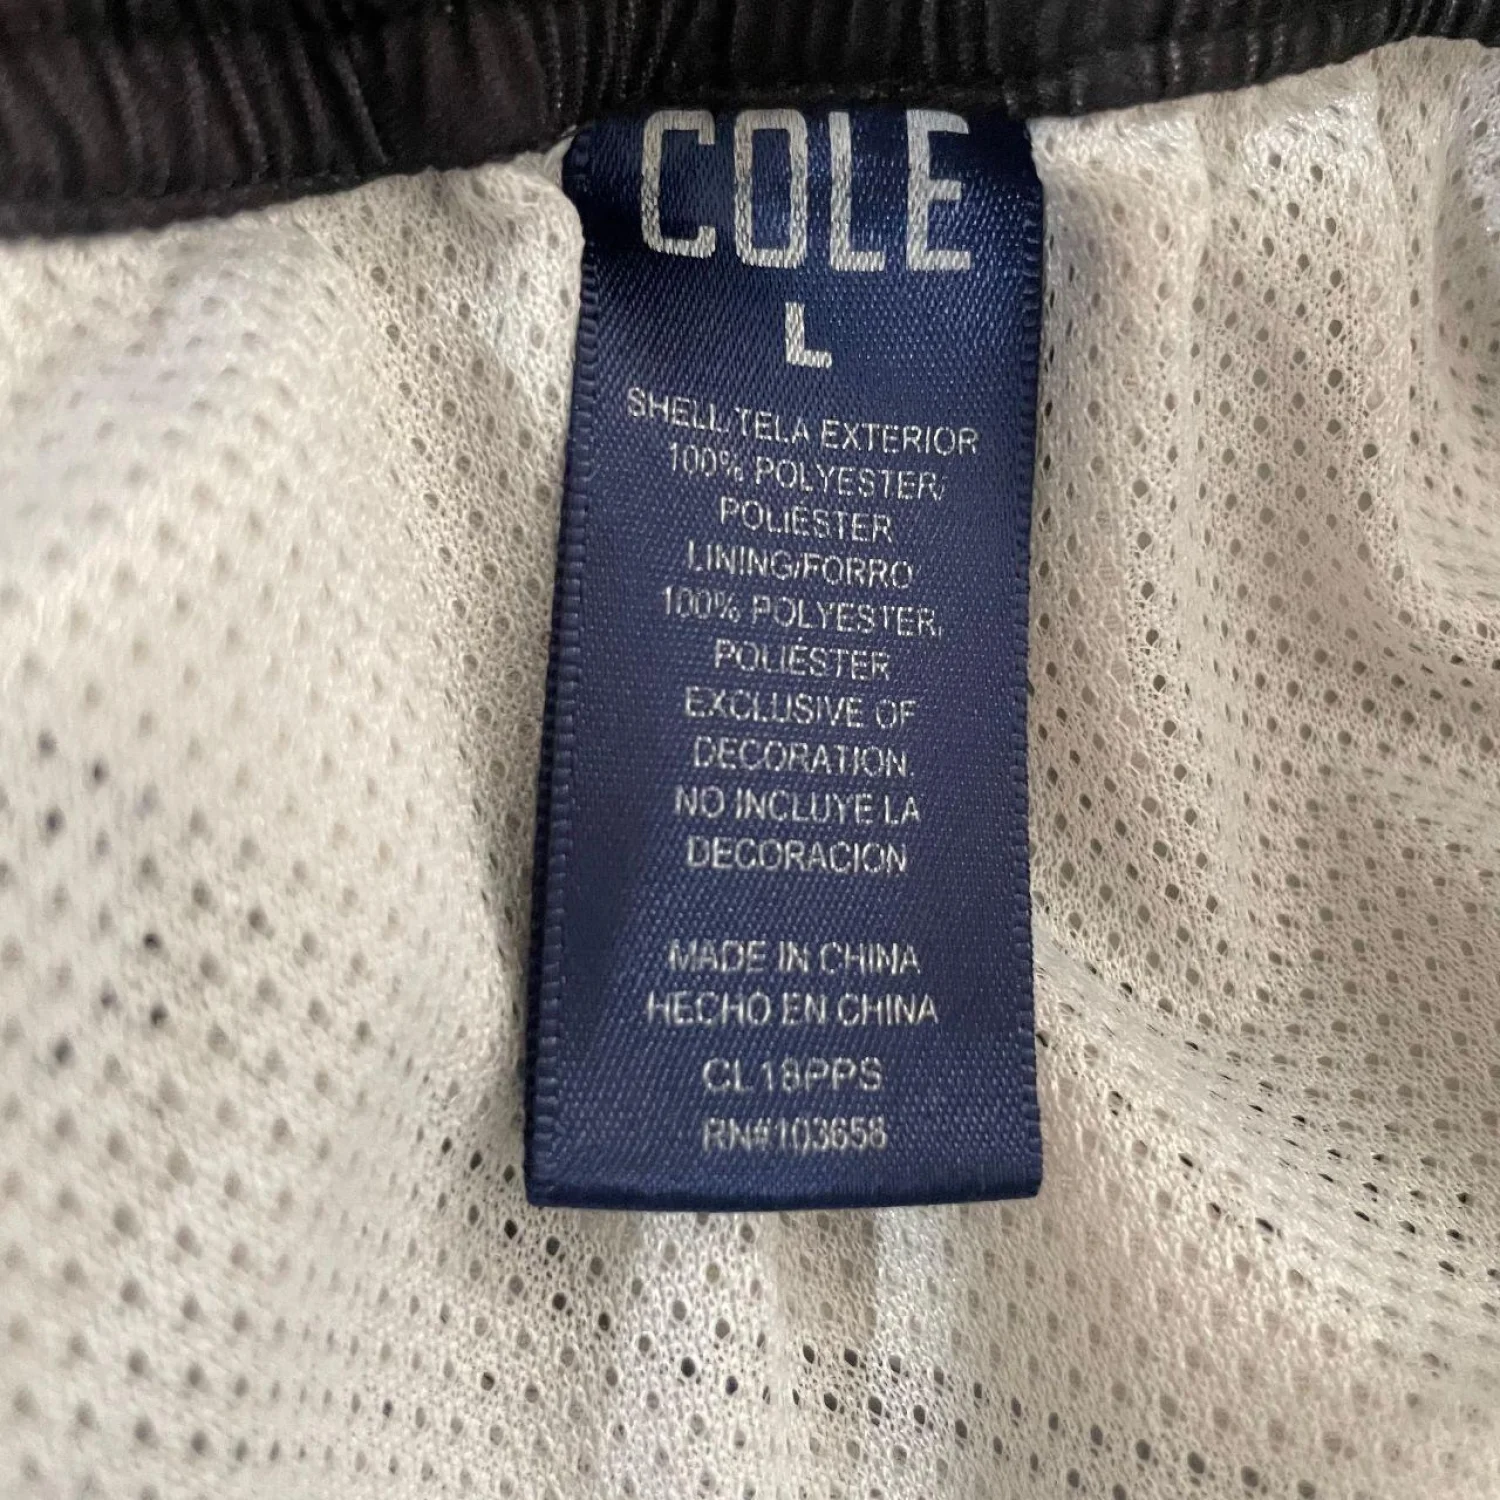 COLE
L
SHELL/TELA EXTERIOR
100% POLYESTER/
POLIÉSTER
LINING/FORRO
100% POLYESTER,
POLIÉSTER
EXCLUSIVE OF
DECORATION.
NO INCLUYE LA
DECORACION
MADE IN CHINA
HECHO EN CHINA
CL18PPS
RN#103658